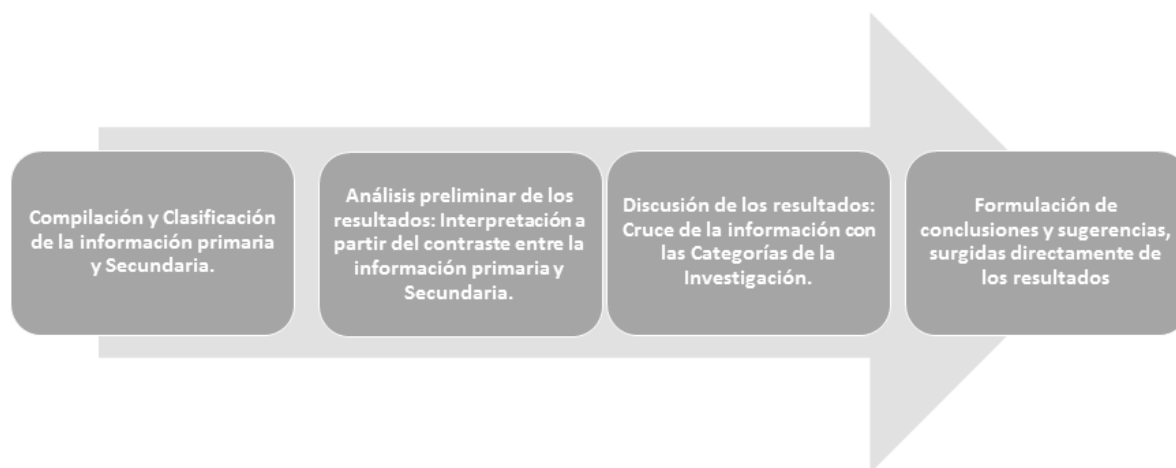 Compilación y Clasificación
de la información primaria
y Secundaria.
Análisis preliminar de los
resultados: Interpretación a
partir del contraste entre la
información primaria y
Secundaria.
Discusión de los resultados:
Cruce de la información con
las Categorías de la
Investigación.
Formulación de
conclusiones y sugerencias,
surgidas directamente de
los resultados